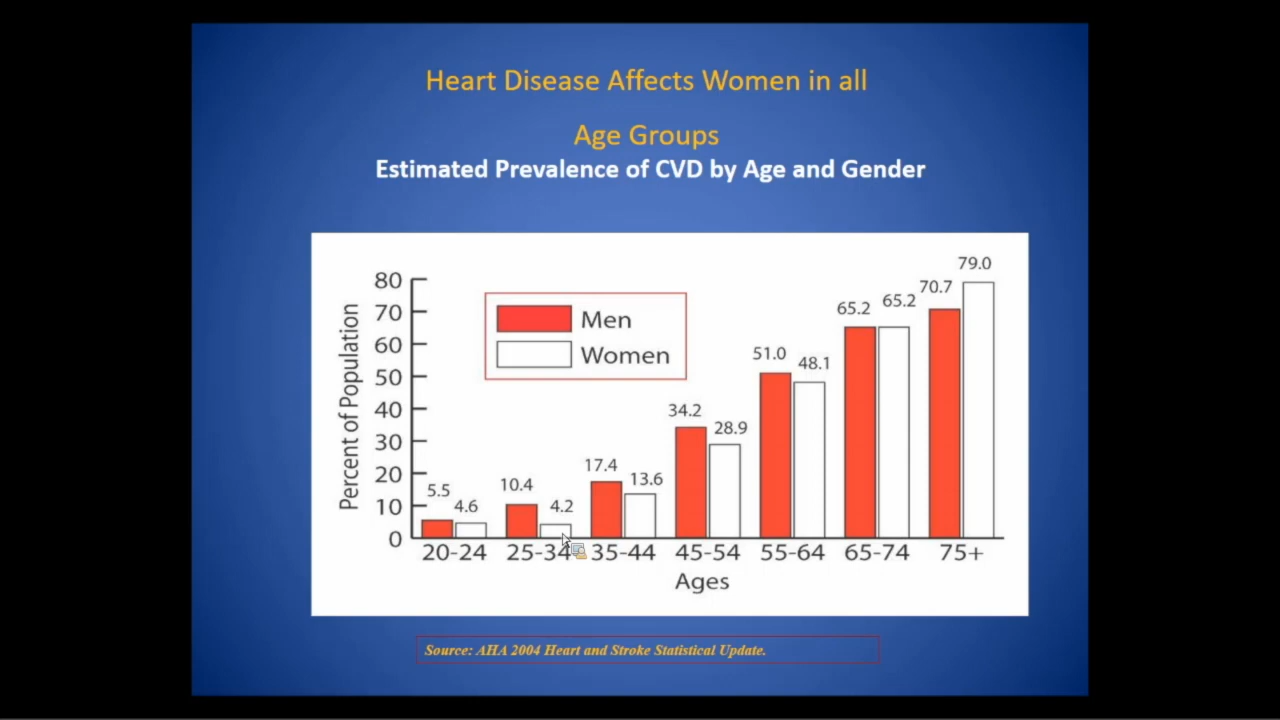 Heart Disease Affects Women in all
Age Groups
Estimated Prevalence of CVD by Age and Gender
Percent of Population
80
70
60
50
40
30
20
10
0
Men
Women
5.5
4.6
10.4
4.2
17.4
13.6
34.2
28.9
51.0
48.1
65.2
65.2
70.7
79.0
20-24 25-34 35-44 45-54 55-64 65-74 75+
Ages
Source: AHA 2004 Heart and Stroke Statistical Update.